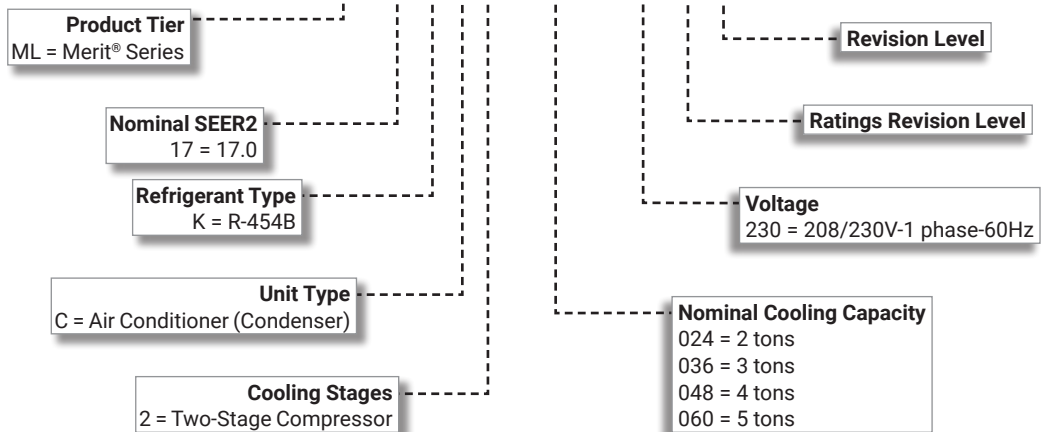 Product Tier
ML = Merit® Series
Nominal SEER2
17 = 17.0
Refrigerant Type
K = R-454B
Unit Type
C = Air Conditioner (Condenser)
Cooling Stages
2 = Two-Stage Compressor
Revision Level
Ratings Revision Level
Voltage
230 = 208/230V-1 phase-60Hz
Nominal Cooling Capacity
024 = 2 tons
036 = 3 tons
048 = 4 tons
060 = 5 tons